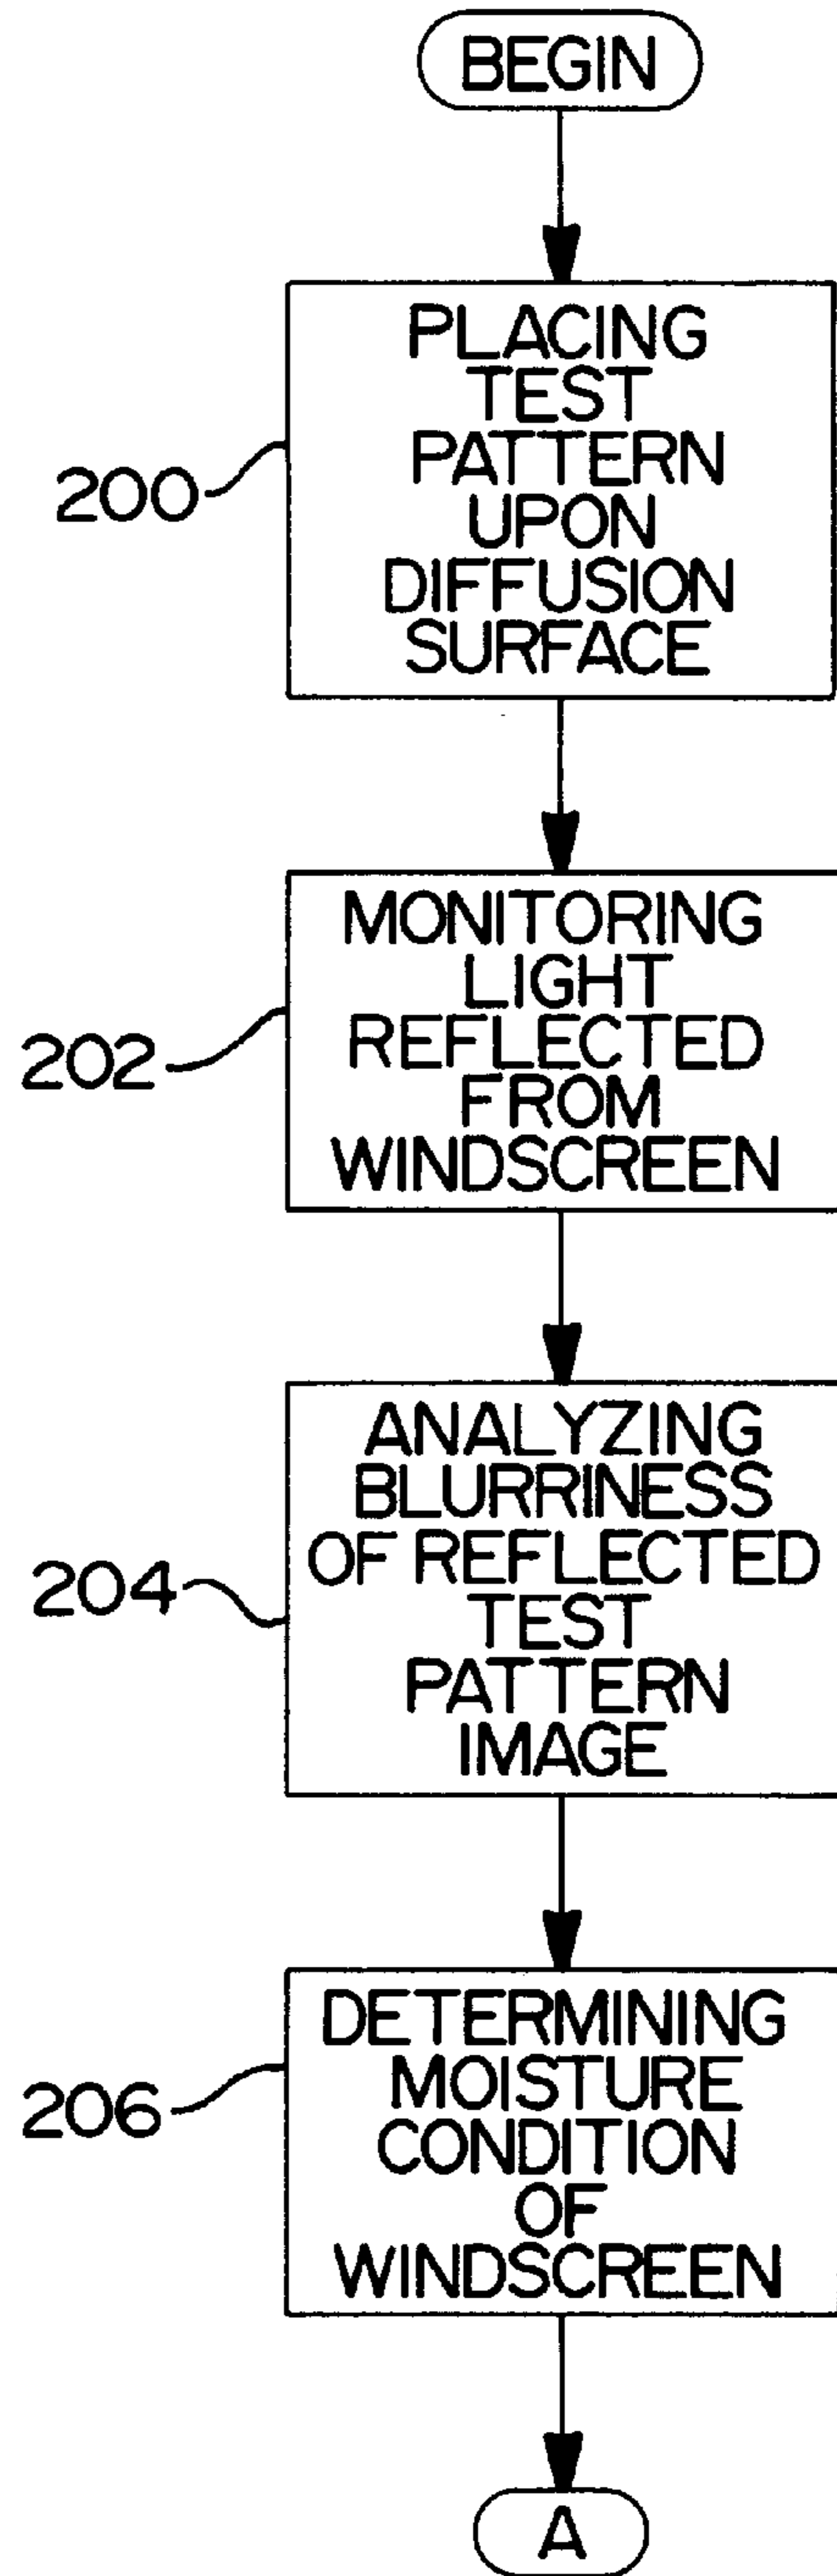 BEGIN
PLACING
TEST
PATTERN
UPON
DIFFUSION
SURFACE
200
MONITORING
LIGHT
REFLECTED
FROM
WINDSCREEN
202
ANALYZING
BLURRINESS
OF REFLECTED
TEST
PATTERN
IMAGE
204
DETERMINING
MOISTURE
CONDITION
OF
WINDSCREEN
206
A